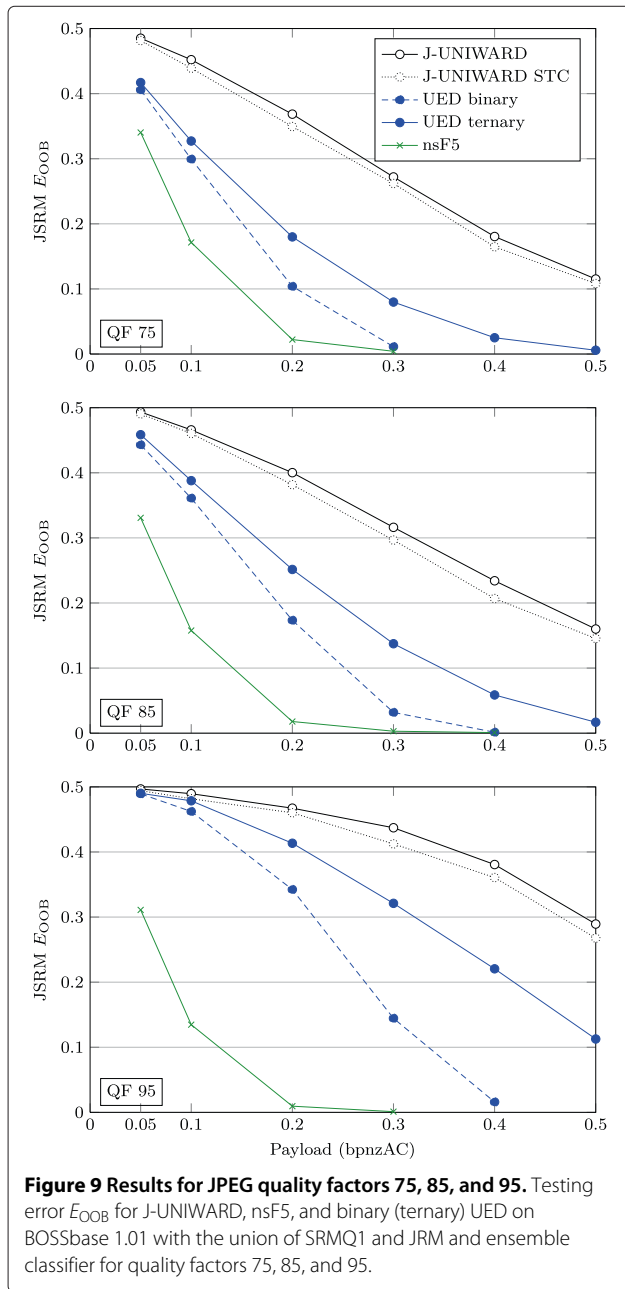 0.5
0.4
0.3
0.2
0.1
0
JSRM E_OOB
J-UNIWARD
J-UNIWARD STC
UED binary
UED ternary
nsF5
QF 75
0 0.05 0.1 0.2 0.3 0.4 0.5
0.5
0.4
0.3
0.2
0.1
0
JSRM E_OOB
QF 85
0 0.05 0.1 0.2 0.3 0.4 0.5
0.5
0.4
0.3
0.2
0.1
0
JSRM E_OOB
QF 95
0 0.05 0.1 0.2 0.3 0.4 0.5
Payload (bpnzAC)
Figure 9 Results for JPEG quality factors 75, 85, and 95. Testing
error E_OOB for J-UNIWARD, nsF5, and binary (ternary) UED on
BOSSbase 1.01 with the union of SRMQ1 and JRM and ensemble
classifier for quality factors 75, 85, and 95.